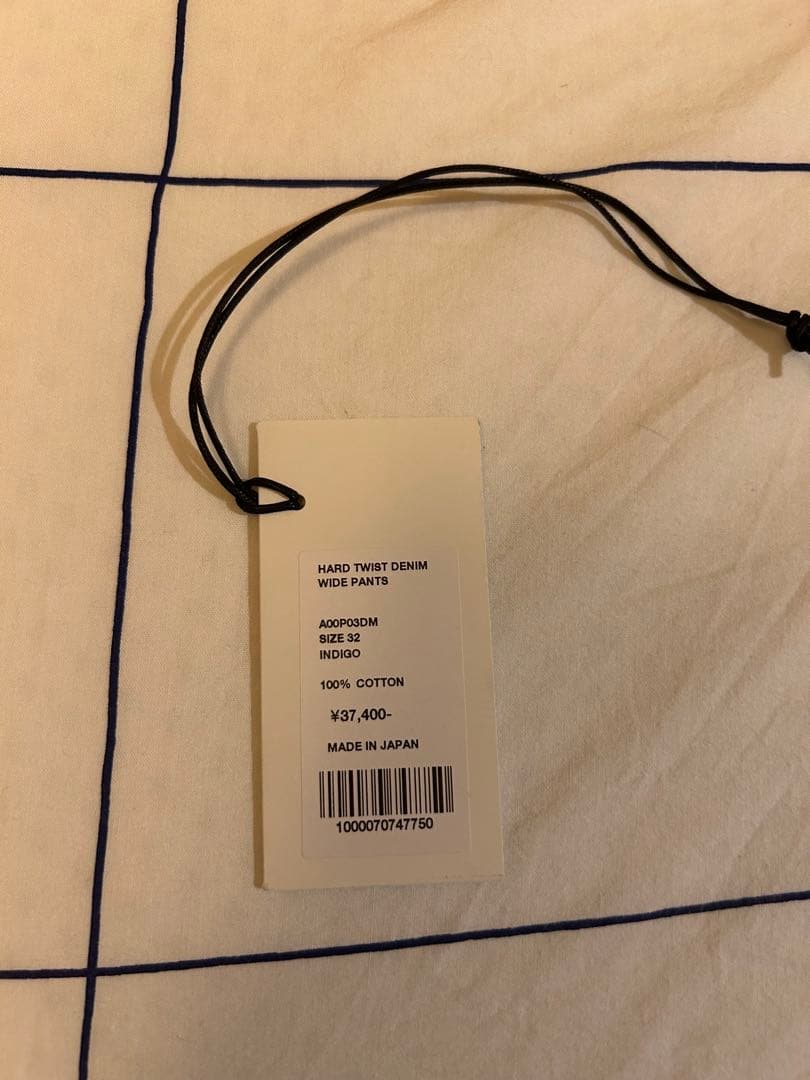 HARD TWIST DENIM
WIDE PANTS
A00P03DM
SIZE 32
INDIGO
100% COTTON
¥37,400-
MADE IN JAPAN
1000070747750